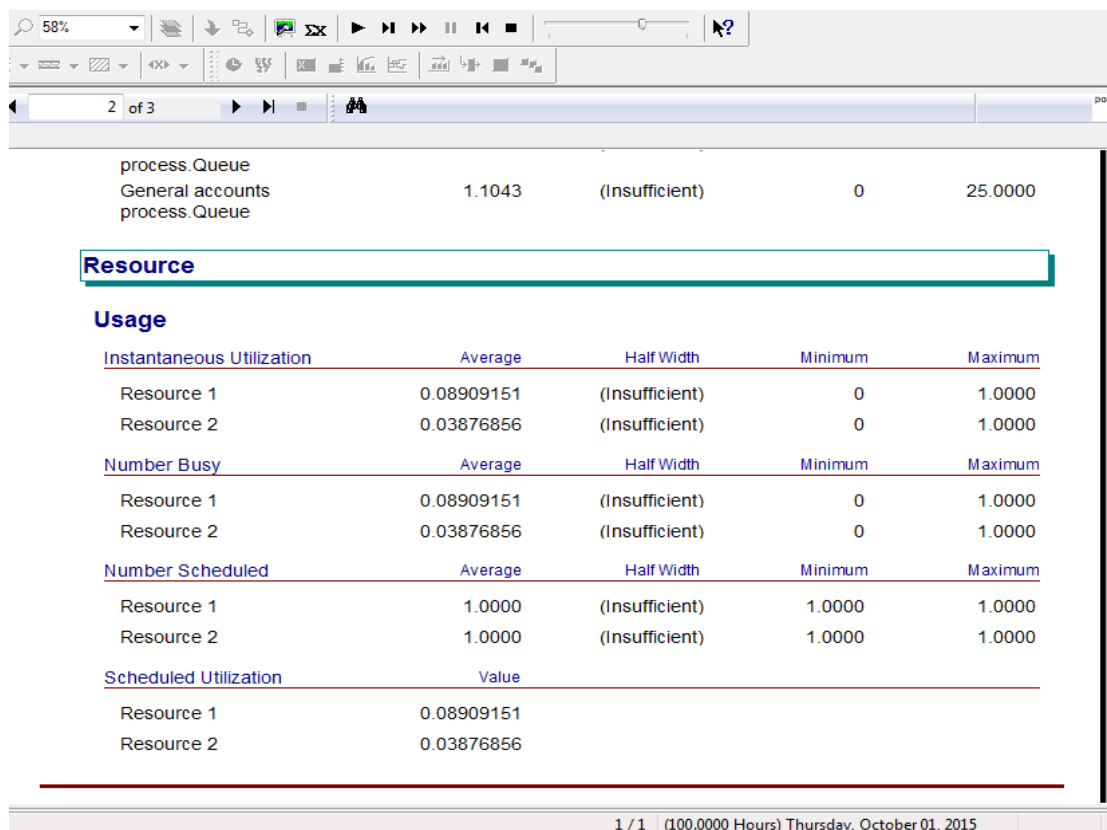 58%
Σx
2 of 3
po
process.Queue
General accounts 1.1043 (Insufficient) 0 25.0000
process.Queue
Resource
Usage
Instantaneous Utilization Average Half Width Minimum Maximum
Resource 1 0.08909151 (Insufficient) 0 1.0000
Resource 2 0.03876856 (Insufficient) 0 1.0000
Number Busy Average Half Width Minimum Maximum
Resource 1 0.08909151 (Insufficient) 0 1.0000
Resource 2 0.03876856 (Insufficient) 0 1.0000
Number Scheduled Average Half Width Minimum Maximum
Resource 1 1.0000 (Insufficient) 1.0000 1.0000
Resource 2 1.0000 (Insufficient) 1.0000 1.0000
Scheduled Utilization Value
Resource 1 0.08909151
Resource 2 0.03876856
1 / 1 (100.0000 Hours) Thursday, October 01, 2015